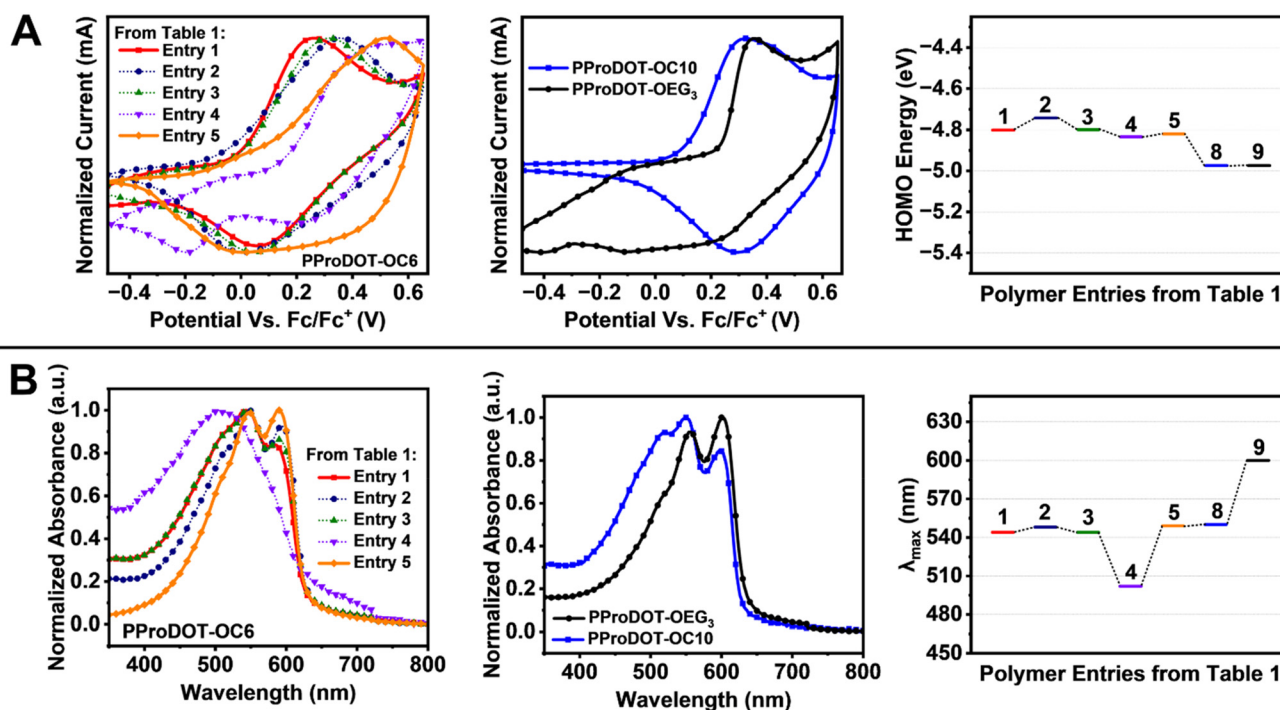 A
From Table 1:
Entry 1
Entry 2
Entry 3
Entry 4
Entry 5
PProDOT-OC6
Normalized Current (mA)
−0.4 −0.2 0.0 0.2 0.4 0.6
Potential Vs. Fc/Fc+ (V)
PProDOT-OC10
PProDOT-OEG3
Normalized Current (mA)
−0.4 −0.2 0.0 0.2 0.4 0.6
Potential Vs. Fc/Fc+ (V)
HOMO Energy (eV)
−4.4
−4.6
−4.8
−5.0
−5.2
−5.4
1 2 3 4 5 8 9
Polymer Entries from Table 1
B
Normalized Absorbance (a.u.)
1.0
0.8
0.6
0.4
0.2
0.0
From Table 1:
Entry 1
Entry 2
Entry 3
Entry 4
Entry 5
PProDOT-OC6
400 500 600 700 800
Wavelength (nm)
Normalized Absorbance (a.u.)
1.0
0.8
0.6
0.4
0.2
0.0
PProDOT-OEG3
PProDOT-OC10
400 500 600 700 800
Wavelength (nm)
λmax (nm)
630
600
570
540
510
480
450
1 2 3 4 5 8 9
Polymer Entries from Table 1